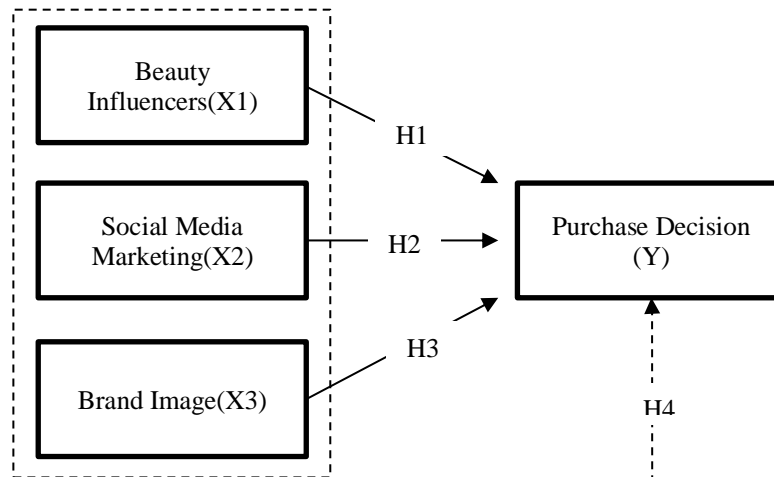 Beauty
Influencers(X1)
H1
Social Media
Marketing(X2)
H2
Purchase Decision
(Y)
Brand Image(X3)
H3
H4